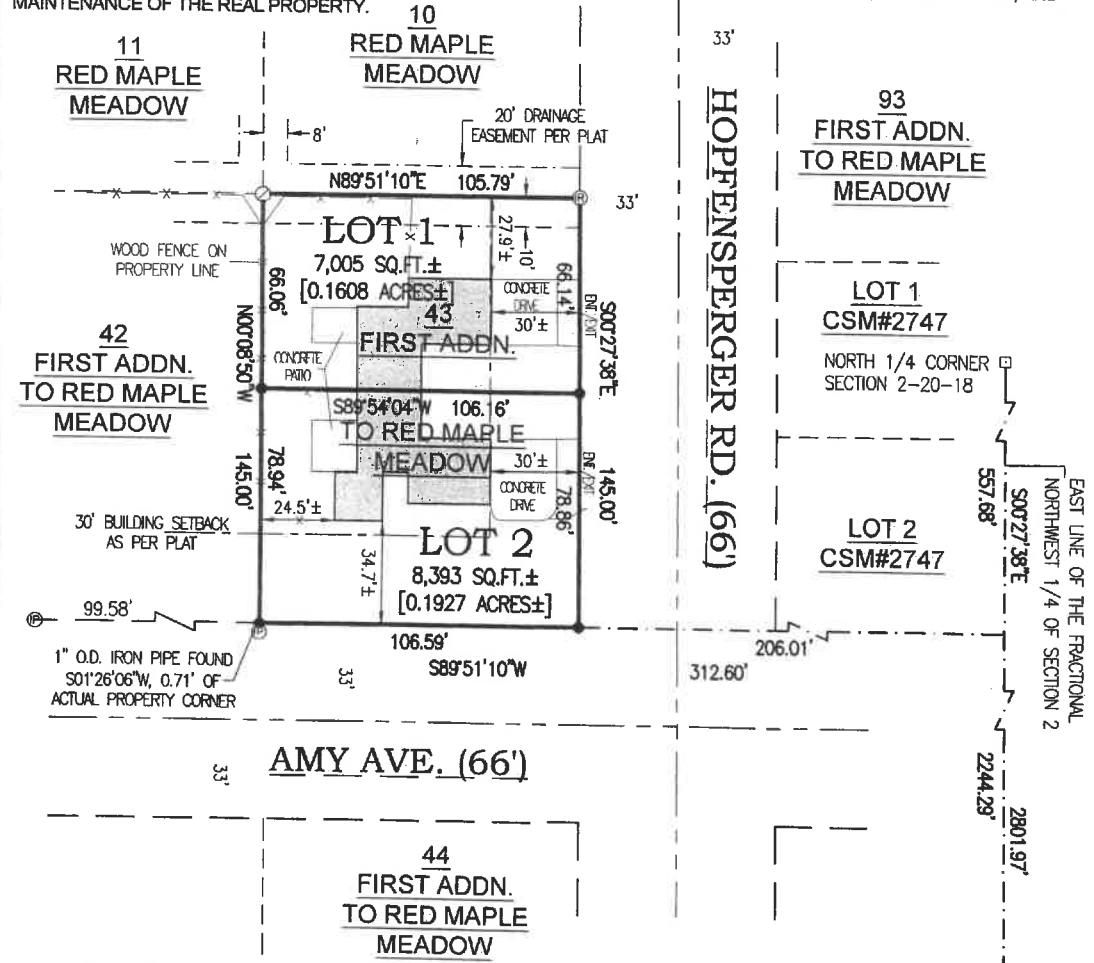 MAINTENANCE OF THE REAL PROPERTY.
10
RED MAPLE
MEADOW
11
RED MAPLE
MEADOW
33'
93
FIRST ADDN.
TO RED MAPLE
MEADOW
20' DRAINAGE
EASEMENT PER PLAT
8'
N89°51'10"E 105.79'
33'
HOPFENSPERGER RD. (66')
WOOD FENCE ON
PROPERTY LINE
LOT 1
7,005 SQ.FT.±
[0.1608 ACRES±]
27.9'±
10'
66.06'
66.14'
CONCRETE
DRIVE
30'±
ENT/EXIT
S00°27'38"E
43
FIRST ADDN.
TO RED MAPLE
MEADOW
CONCRETE
PATIO
N00°08'50"W
LOT 1
CSM#2747
NORTH 1/4 CORNER
SECTION 2-20-18
42
FIRST ADDN.
TO RED MAPLE
MEADOW
S89°54'04"W 106.16'
78.94'
145.00'
30'±
CONCRETE
DRIVE
78.86'
ENT/EXIT
145.00'
24.5'±
30' BUILDING SETBACK
AS PER PLAT
34.7'±
LOT 2
8,393 SQ.FT.±
[0.1927 ACRES±]
LOT 2
CSM#2747
557.68'
S00°27'38"E
EAST LINE OF THE FRACTIONAL
NORTHWEST 1/4 OF SECTION 2
IP
99.58'
1" O.D. IRON PIPE FOUND
S01°26'06"W, 0.71' OF
ACTUAL PROPERTY CORNER
106.59'
S89°51'10"W
33'
206.01'
312.60'
AMY AVE. (66')
33'
2244.29'
2801.97'
44
FIRST ADDN.
TO RED MAPLE
MEADOW